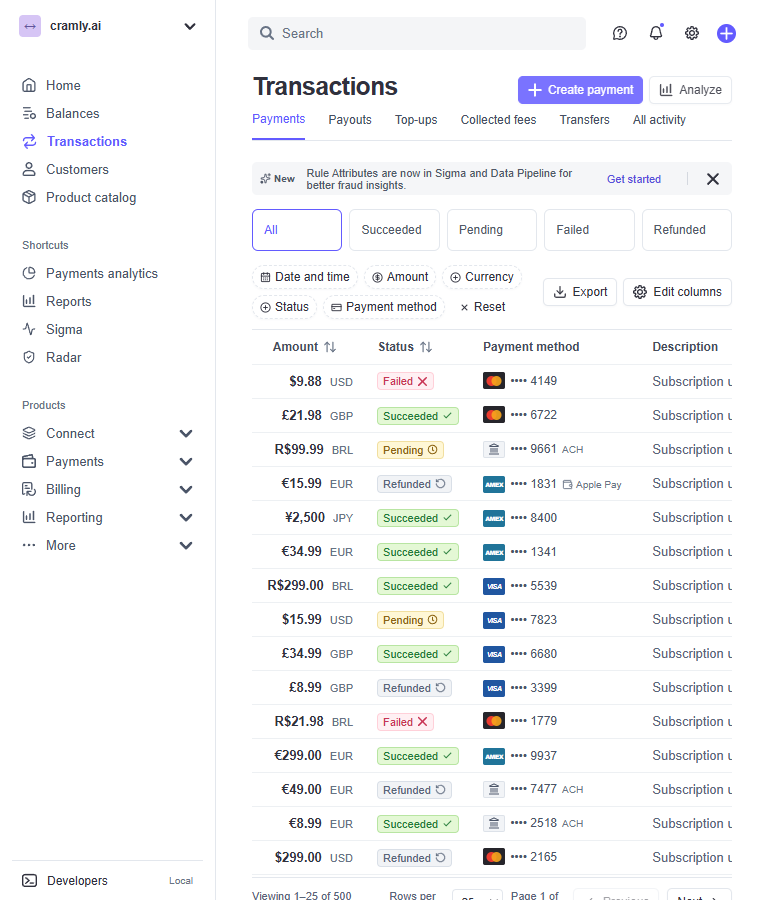 cramly.ai
Home
Balances
Transactions
Customers
Product catalog
Shortcuts
Payments analytics
Reports
Sigma
Radar
Products
Connect
Payments
Billing
Reporting
More
Developers Local
Search
Transactions
Create payment
Analyze
Payments Payouts Top-ups Collected fees Transfers All activity
New Rule Attributes are now in Sigma and Data Pipeline for
better fraud insights.
Get started
All Succeeded Pending Failed Refunded
Date and time Amount Currency
Status Payment method Reset
Export Edit columns
Amount Status Payment method Description
$9.88 USD Failed •••• 4149 Subscription u
£21.98 GBP Succeeded •••• 6722 Subscription u
R$99.99 BRL Pending •••• 9661 ACH Subscription u
€15.99 EUR Refunded AMEX •••• 1831 Apple Pay Subscription u
¥2,500 JPY Succeeded AMEX •••• 8400 Subscription u
€34.99 EUR Succeeded AMEX •••• 1341 Subscription u
R$299.00 BRL Succeeded VISA •••• 5539 Subscription u
$15.99 USD Pending VISA •••• 7823 Subscription u
£34.99 GBP Succeeded VISA •••• 6680 Subscription u
£8.99 GBP Refunded VISA •••• 3399 Subscription u
R$21.98 BRL Failed •••• 1779 Subscription u
€299.00 EUR Succeeded AMEX •••• 9937 Subscription u
€49.00 EUR Refunded •••• 7477 ACH Subscription u
€8.99 EUR Succeeded •••• 2518 ACH Subscription u
$299.00 USD Refunded •••• 2165 Subscription u
Viewing 1–25 of 500 Rows per 25 Page 1 of Previous Next